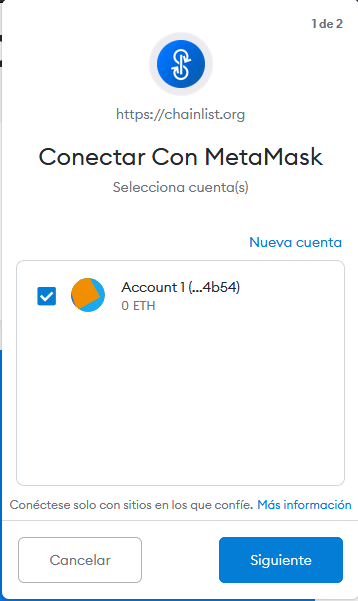 1 de 2
https://chainlist.org
Conectar Con MetaMask
Selecciona cuenta(s)
Nueva cuenta
Account 1 (...4b54)
0 ETH
Conéctese solo con sitios en los que confíe. Más información
Cancelar
Siguiente